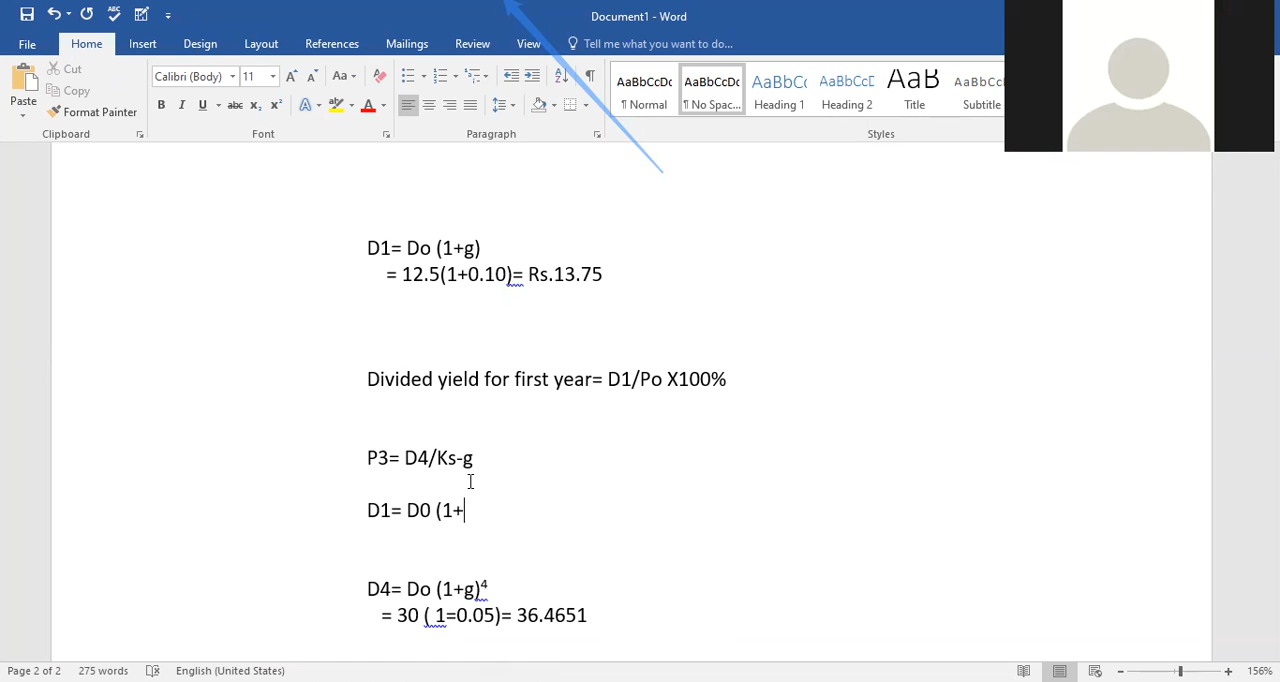 Document1 - Word
File Home Insert Design Layout References Mailings Review View Tell me what you want to do...
Paste
Cut
Copy
Format Painter
Calibri (Body) 11
Clipboard Font Paragraph Styles
AaBbCcDc AaBbCcDc AaBbCc AaBbCcE AaB AaBbCcD
¶ Normal ¶ No Spac... Heading 1 Heading 2 Title Subtitle
D1= Do (1+g)
= 12.5(1+0.10)= Rs.13.75
Divided yield for first year= D1/Po X100%
P3= D4/Ks-g
D1= D0 (1+
D4= Do (1+g)⁴
= 30 ( 1=0.05)= 36.4651
Page 2 of 2 275 words English (United States) 156%